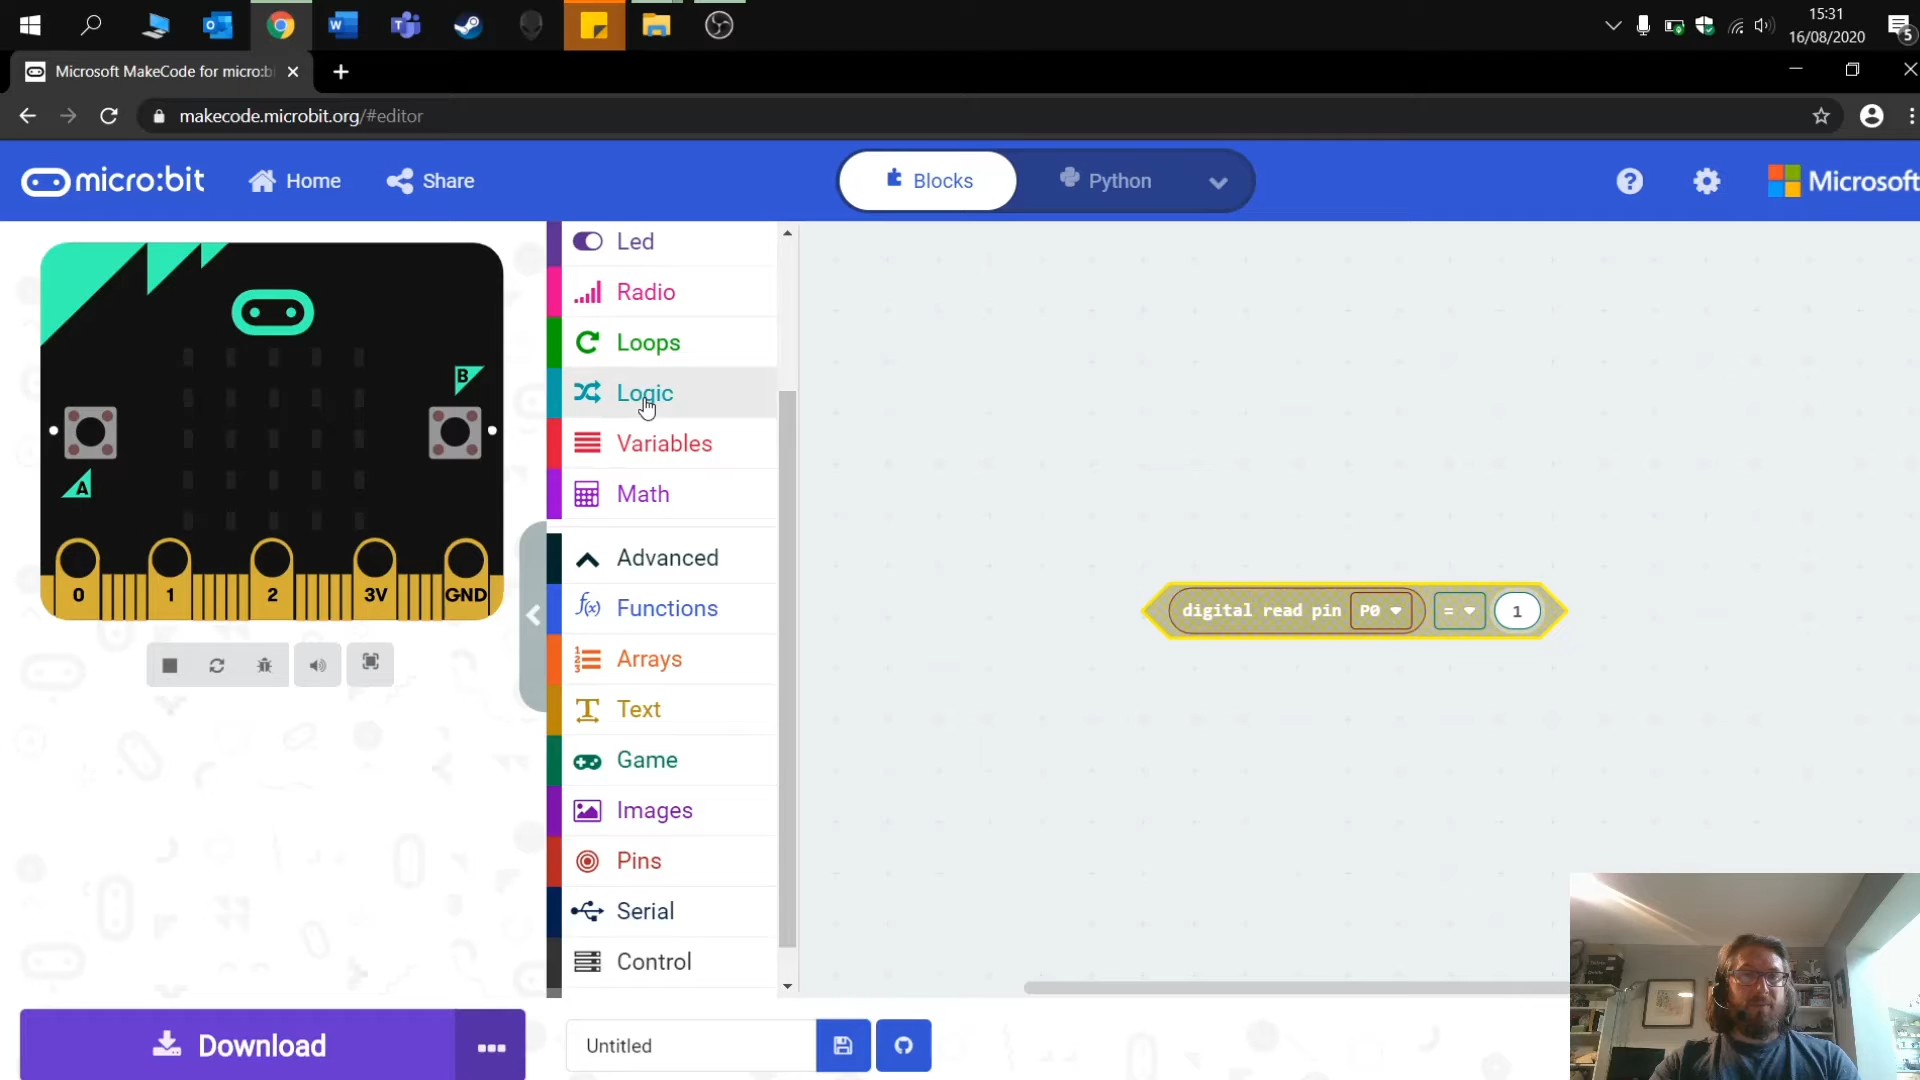 15:31
16/08/2020
5
Microsoft MakeCode for micro:b
makecode.microbit.org/#editor
micro:bit
Home
Share
Blocks
Python
Microsoft
Led
Radio
Loops
Logic
Variables
Math
Advanced
Functions
Arrays
Text
Game
Images
Pins
Serial
Control
B
A
0
1
2
3V
GND
digital read pin P0 = 1
Download
Untitled